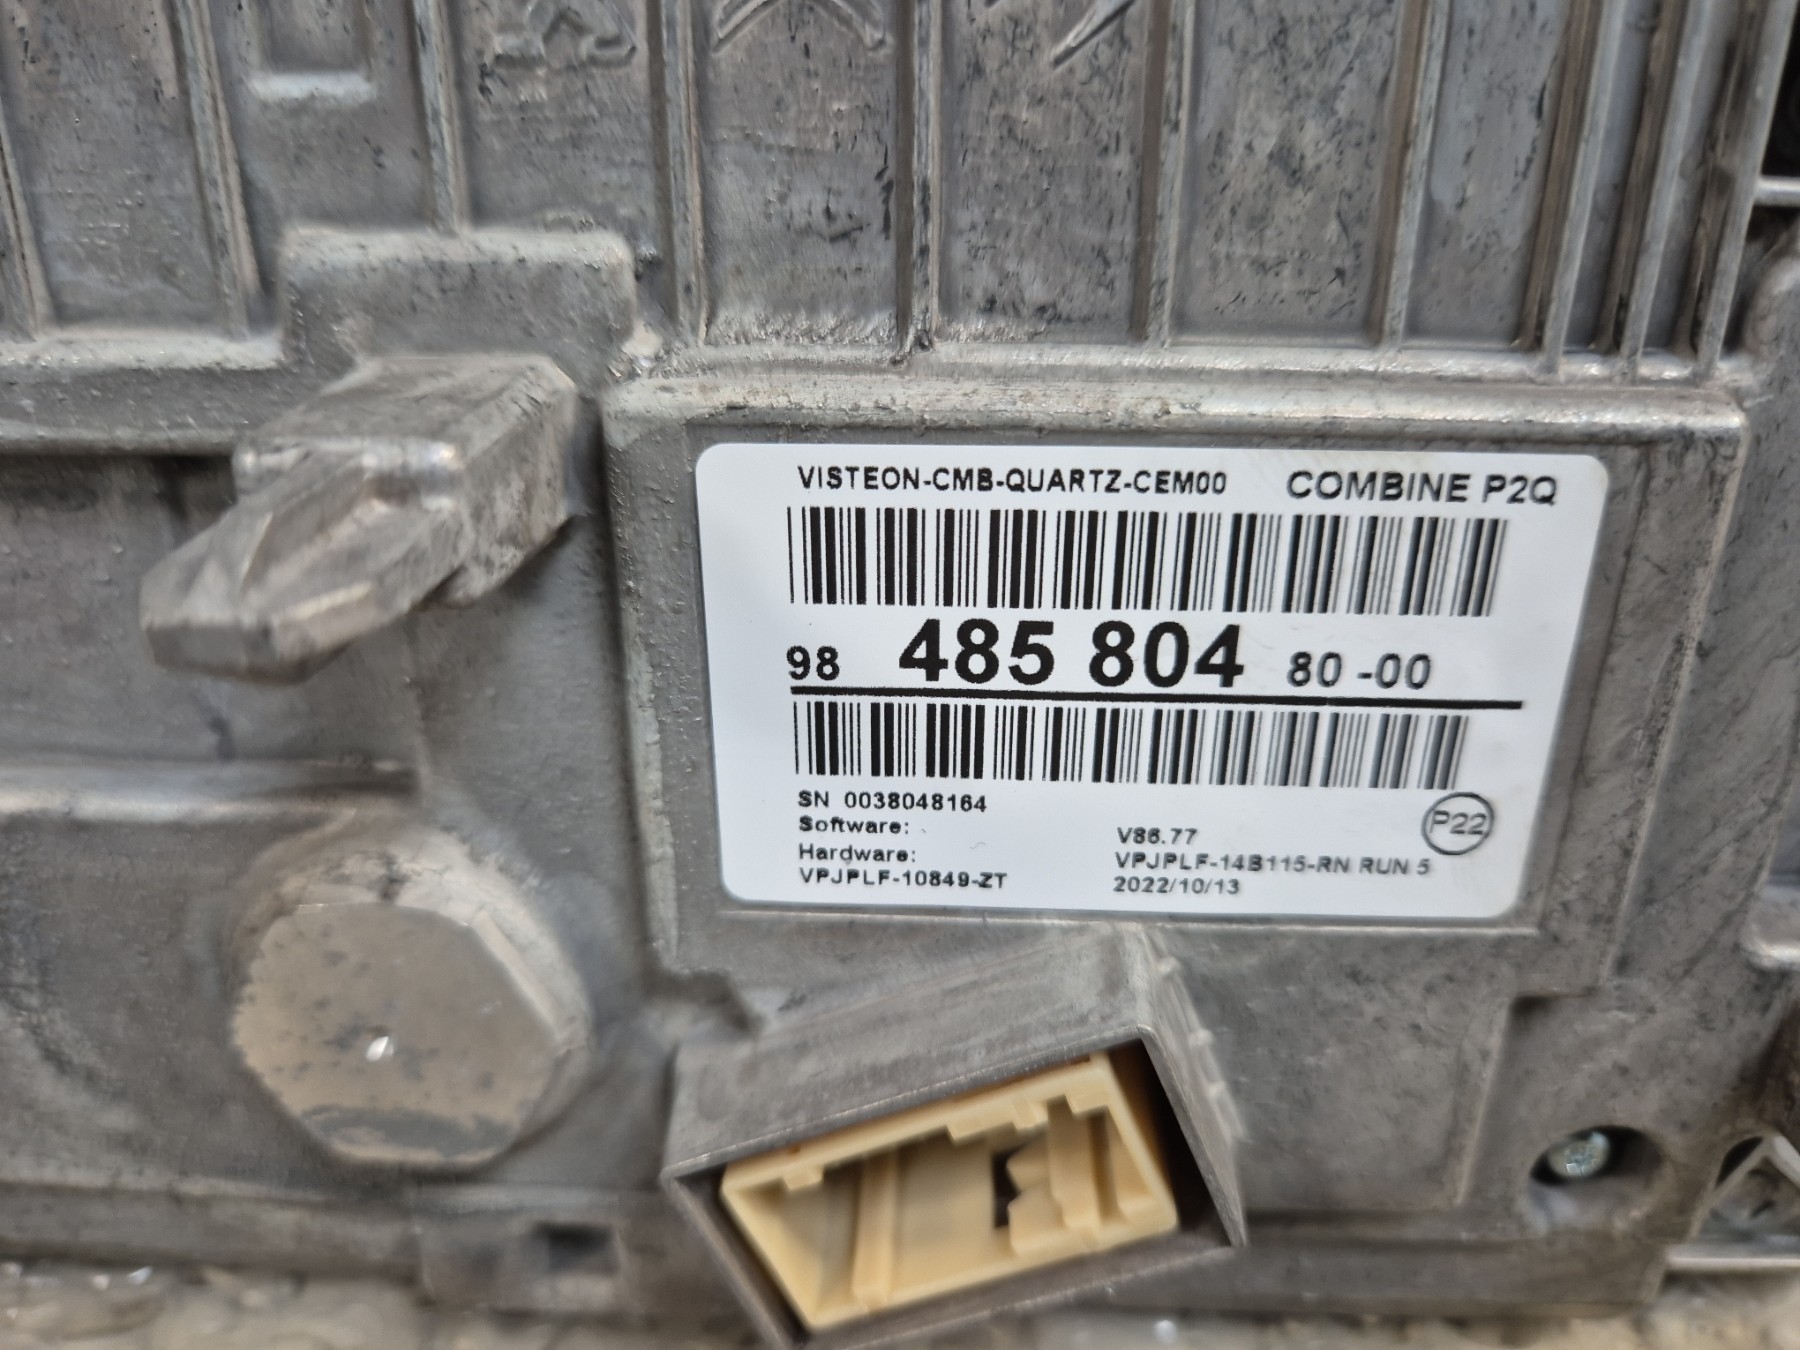 VISTEON-CMB-QUARTZ-CEM00 COMBINE P2Q
98 485 804 80 -00
SN 0038048164
Software: V86.77
Hardware: VPJPLF-14B115-RN RUN 5
VPJPLF-10849-ZT 2022/10/13
P22